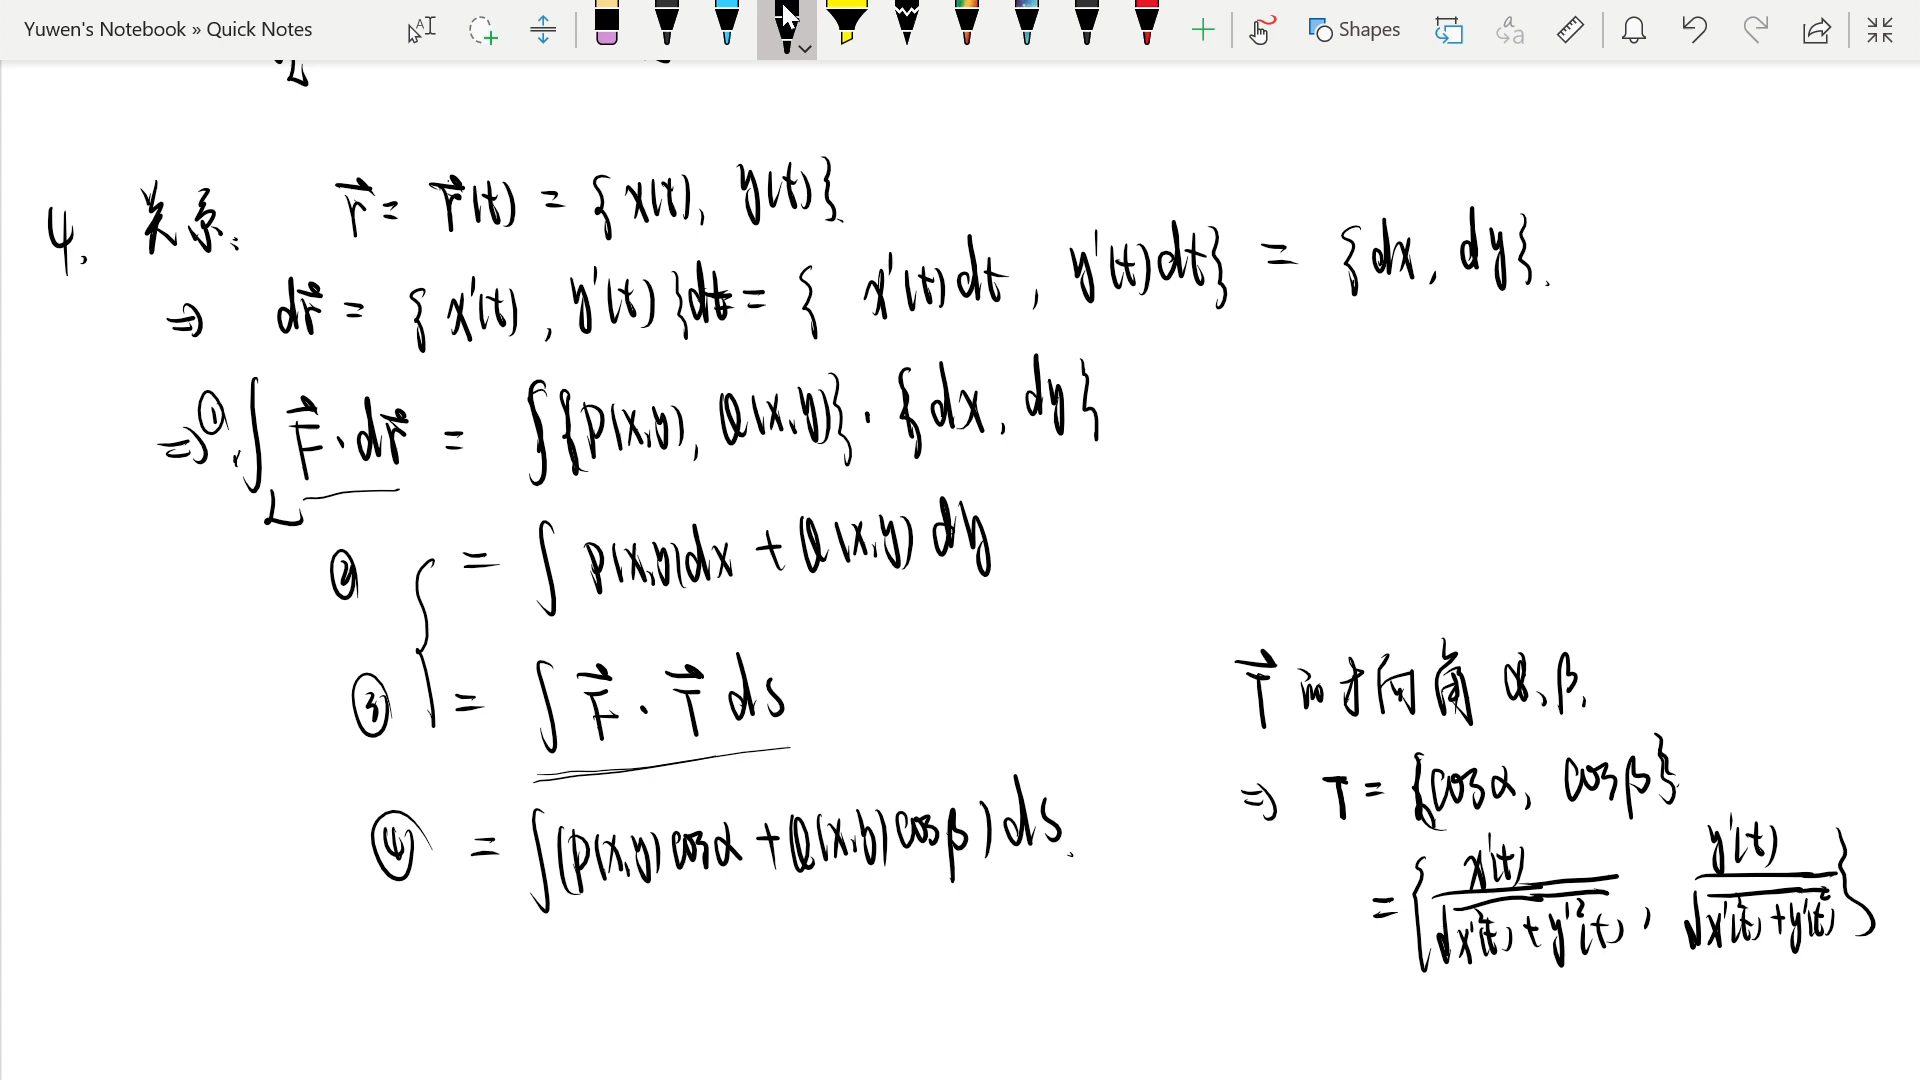 Yuwen's Notebook » Quick Notes Shapes
4. 关系: r⃗ = r⃗(t) = {x(t), y(t)}
⇒ dr⃗ = {x'(t), y'(t)}dt = {x'(t)dt, y'(t)dt} = {dx, dy}.
⇒ ① ∫_L F⃗·dr⃗ = ∫{P(x,y), Q(x,y)}·{dx, dy}
② = ∫ P(x,y)dx + Q(x,y)dy
③ = ∫ F⃗·T⃗ ds
④ = ∫(P(x,y)cosα + Q(x,y)cosβ)ds.
T⃗ 的方向角 α、β.
⇒ T = {cosα, cosβ}
= {x'(t)/√(x'²(t)+y'²(t)), y'(t)/√(x'²(t)+y'²(t))}